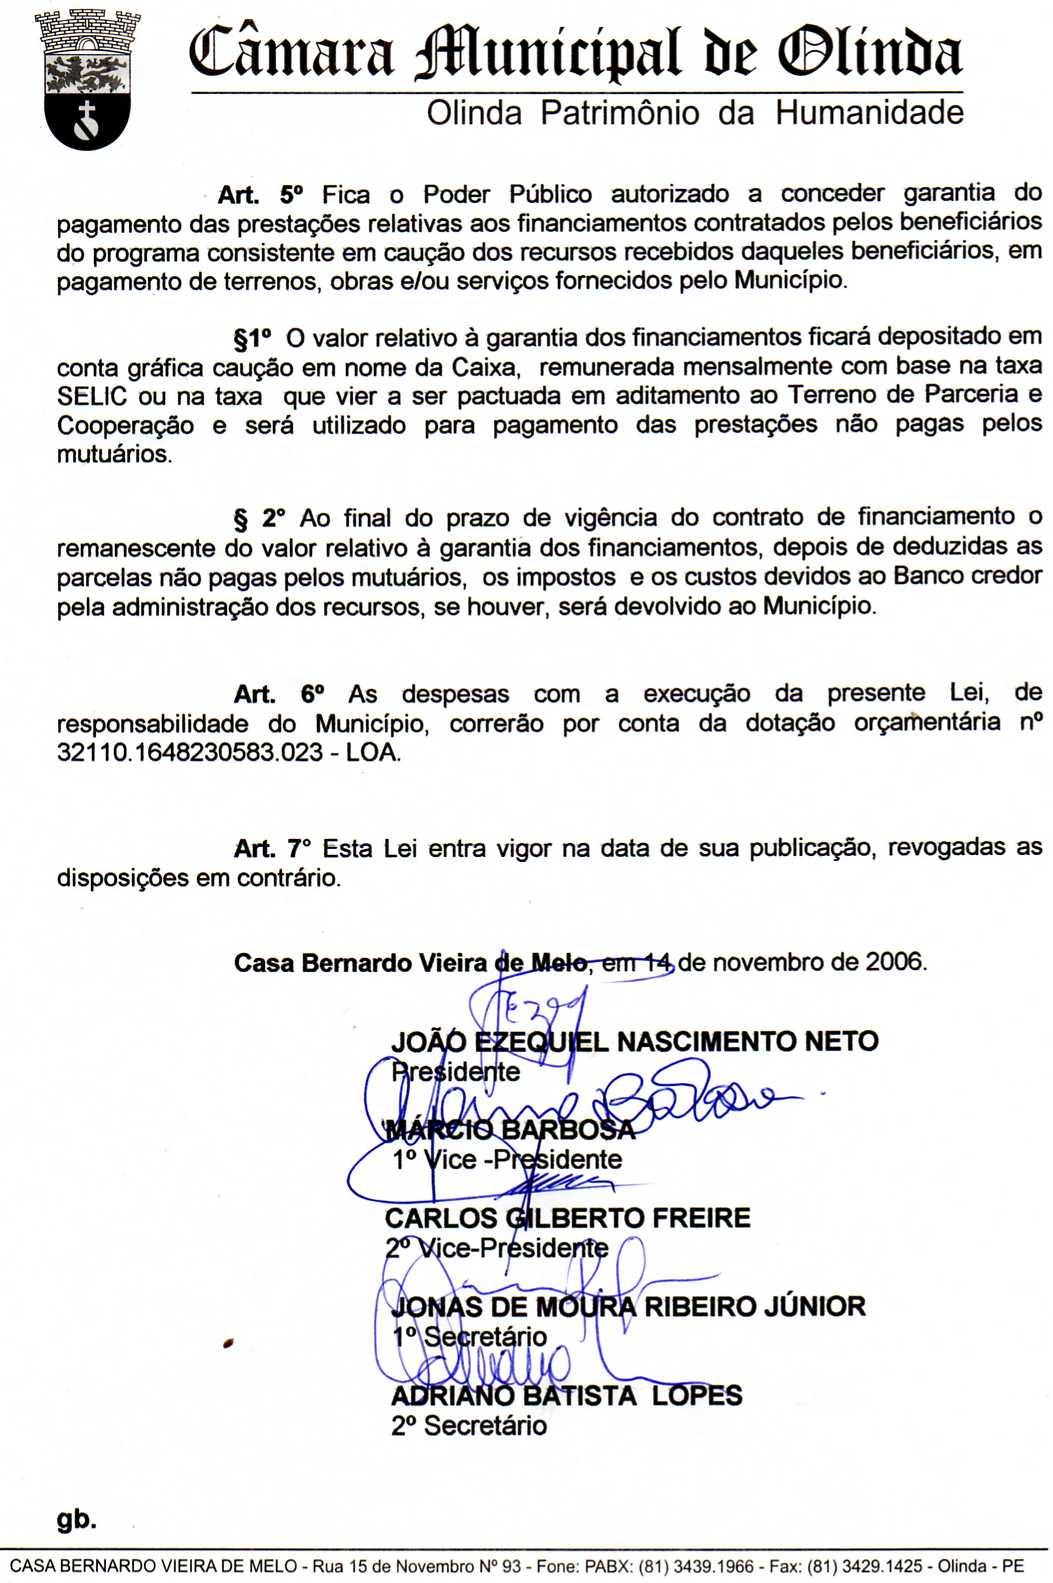 Câmara Municipal de Olinda
Olinda Patrimônio da Humanidade
Art. 5º Fica o Poder Público autorizado a conceder garantia do
pagamento das prestações relativas aos financiamentos contratados pelos beneficiários
do programa consistente em caução dos recursos recebidos daqueles beneficiários, em
pagamento de terrenos, obras e/ou serviços fornecidos pelo Município.
§1º O valor relativo à garantia dos financiamentos ficará depositado em
conta gráfica caução em nome da Caixa, remunerada mensalmente com base na taxa
SELIC ou na taxa que vier a ser pactuada em aditamento ao Terreno de Parceria e
Cooperação e será utilizado para pagamento das prestações não pagas pelos
mutuários.
§ 2° Ao final do prazo de vigência do contrato de financiamento o
remanescente do valor relativo à garantia dos financiamentos, depois de deduzidas as
parcelas não pagas pelos mutuários, os impostos e os custos devidos ao Banco credor
pela administração dos recursos, se houver, será devolvido ao Município.
Art. 6º As despesas com a execução da presente Lei, de
responsabilidade do Município, correrão por conta da dotação orçamentária nº
32110.1648230583.023 - LOA.
Art. 7° Esta Lei entra vigor na data de sua publicação, revogadas as
disposições em contrário.
Casa Bernardo Vieira de Melo, em 14 de novembro de 2006.
JOÃO EZEQUIEL NASCIMENTO NETO
Presidente
MÁRCIO BARBOSA
1º Vice -Presidente
CARLOS GILBERTO FREIRE
2º Vice-Presidente
JONAS DE MOURA RIBEIRO JÚNIOR
1º Secretário
ADRIANO BATISTA LOPES
2º Secretário
gb.
CASA BERNARDO VIEIRA DE MELO - Rua 15 de Novembro Nº 93 - Fone: PABX: (81) 3439.1966 - Fax: (81) 3429.1425 - Olinda - PE